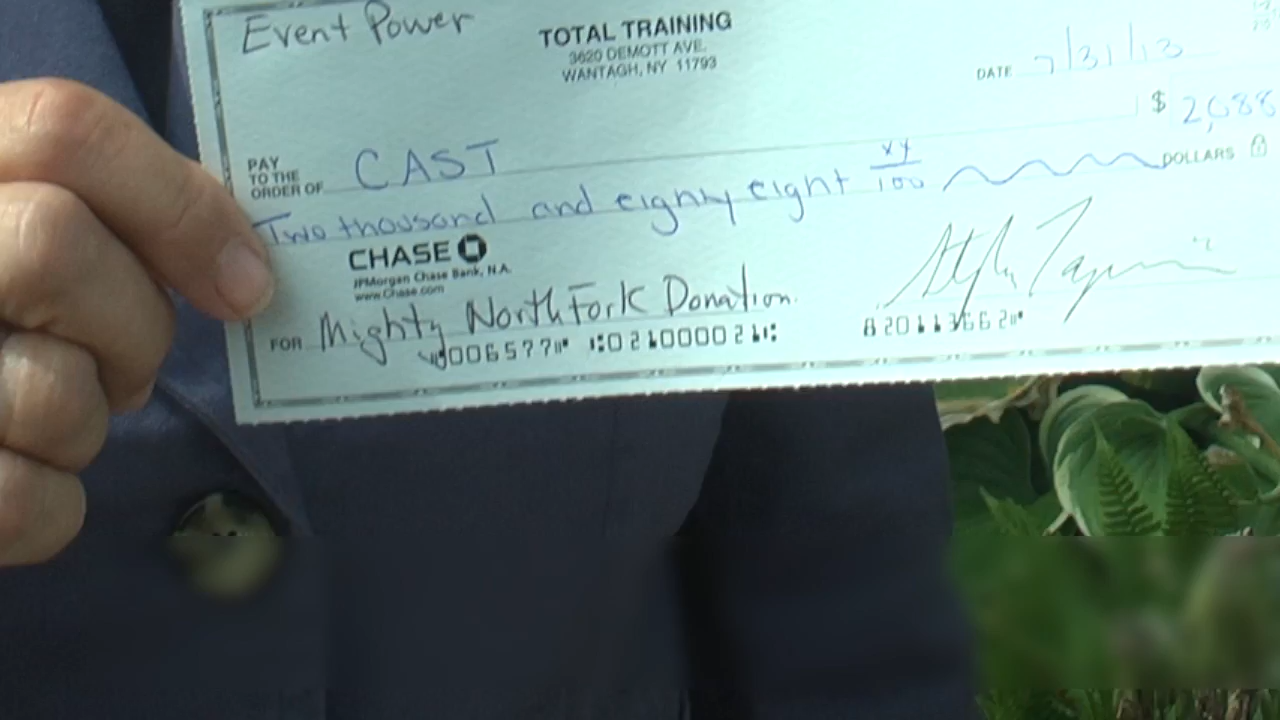 Event Power
TOTAL TRAINING
3620 DEMOTT AVE.
WANTAGH, NY 11793
DATE 7/31/13
$ 2,088
PAY TO THE ORDER OF CAST
Two thousand and eighty eight xx/100 DOLLARS
CHASE
JPMorgan Chase Bank, N.A.
www.Chase.com
FOR Mighty North Fork Donation
006577 021000021